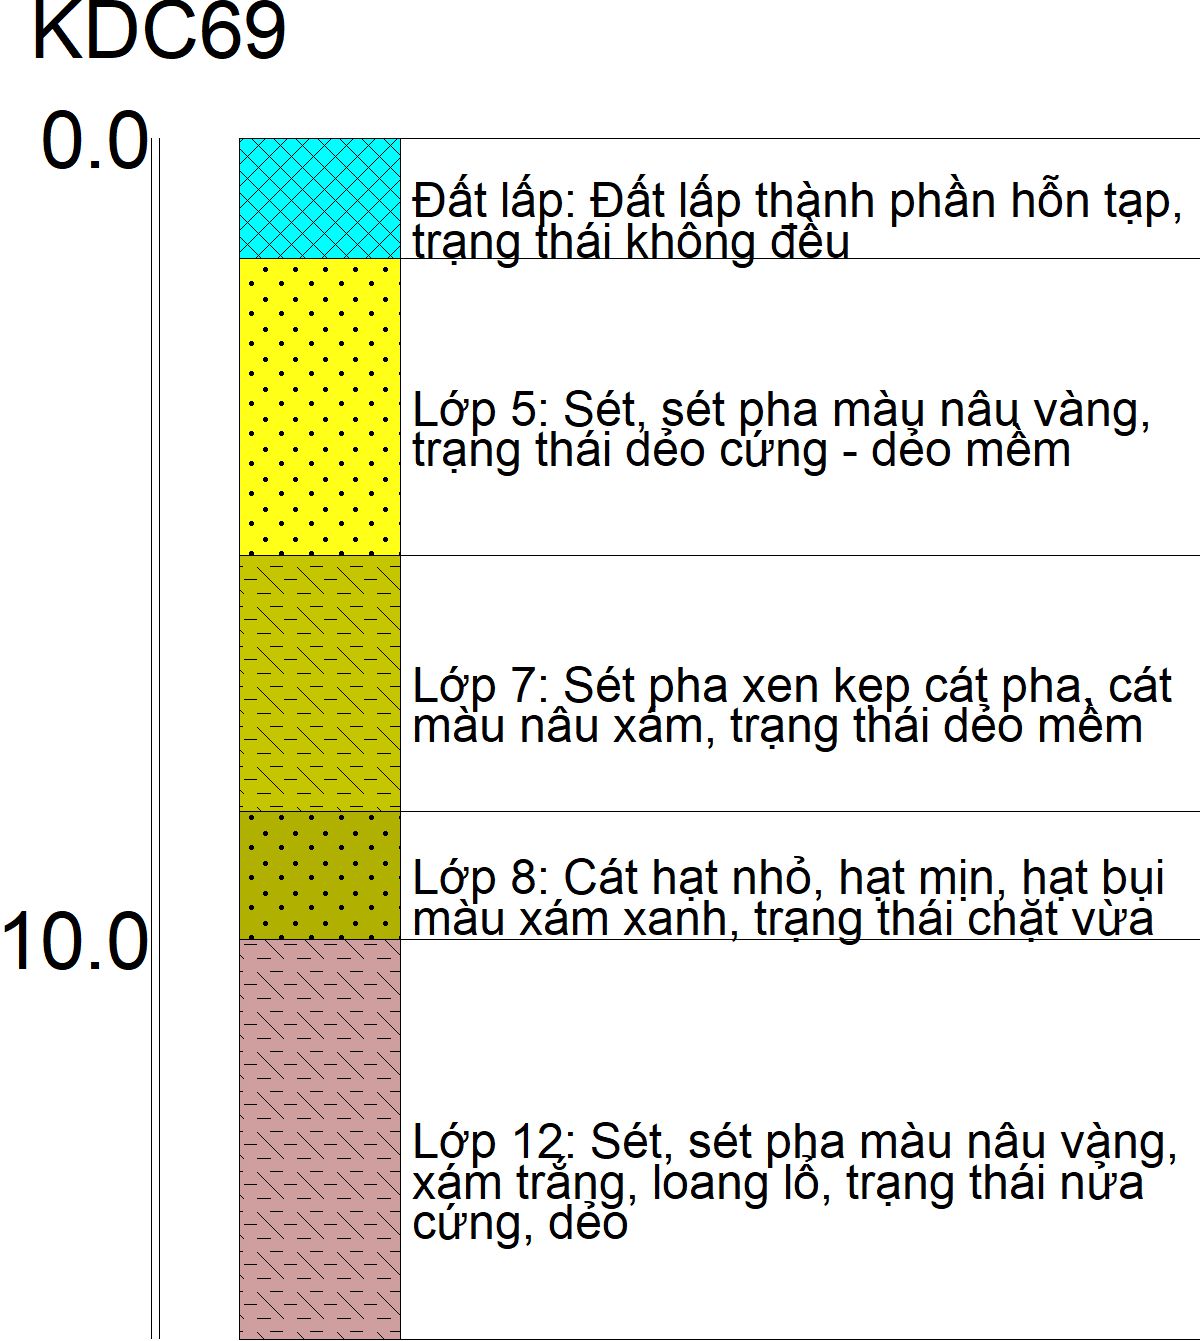 KDC69
0.0
Đất lấp: Đất lấp thành phần hỗn tạp,
trạng thái không đều
Lớp 5: Sét, sét pha màu nâu vàng,
trạng thái dẻo cứng - dẻo mềm
Lớp 7: Sét pha xen kẹp cát pha, cát
màu nâu xám, trạng thái dẻo mềm
Lớp 8: Cát hạt nhỏ, hạt mịn, hạt bụi
màu xám xanh, trạng thái chặt vừa
10.0
Lớp 12: Sét, sét pha màu nâu vàng,
xám trắng, loang lổ, trạng thái nửa
cứng, dẻo